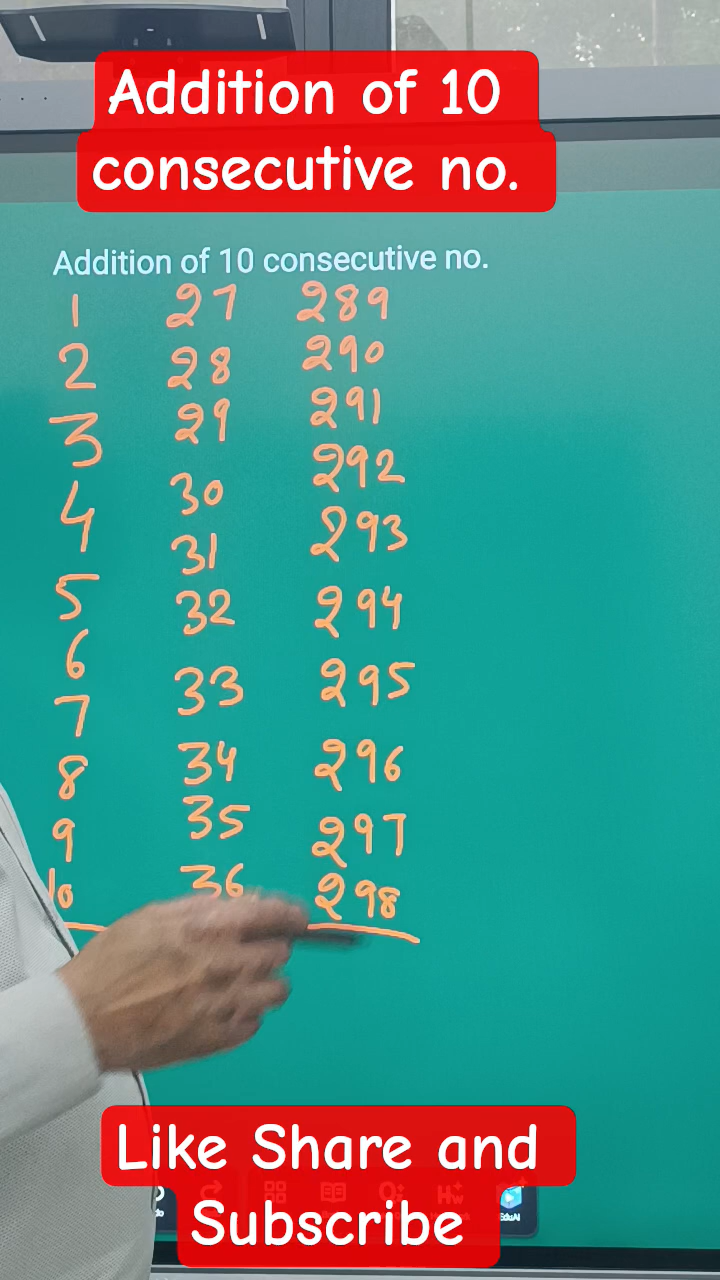 Addition of 10
consecutive no.
Addition of 10 consecutive no.
1 27 289
2 28 290
3 29 291
4 30 292
5 31 293
6 32 294
7 33 295
8 34 296
9 35 297
10 36 298
Like Share and
Subscribe
EduAI